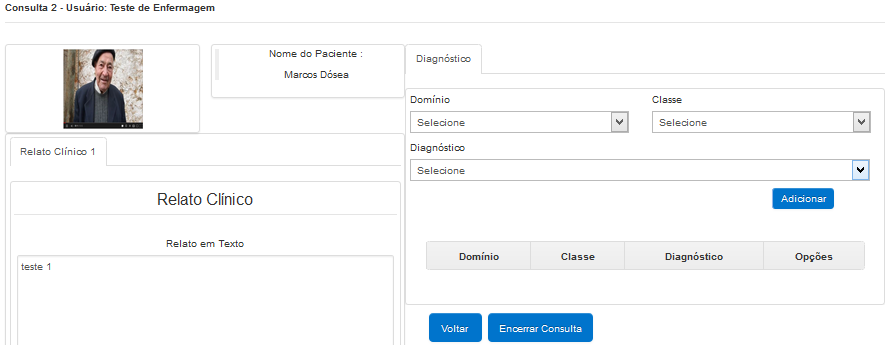 Consulta 2 - Usuário: Teste de Enfermagem
Nome do Paciente :
Marcos Dósea
Relato Clínico 1
Relato Clínico
Relato em Texto
teste 1
Diagnóstico
Domínio
Classe
Selecione
Selecione
Diagnóstico
Selecione
Adicionar
Domínio
Classe
Diagnóstico
Opções
Voltar
Encerrar Consulta